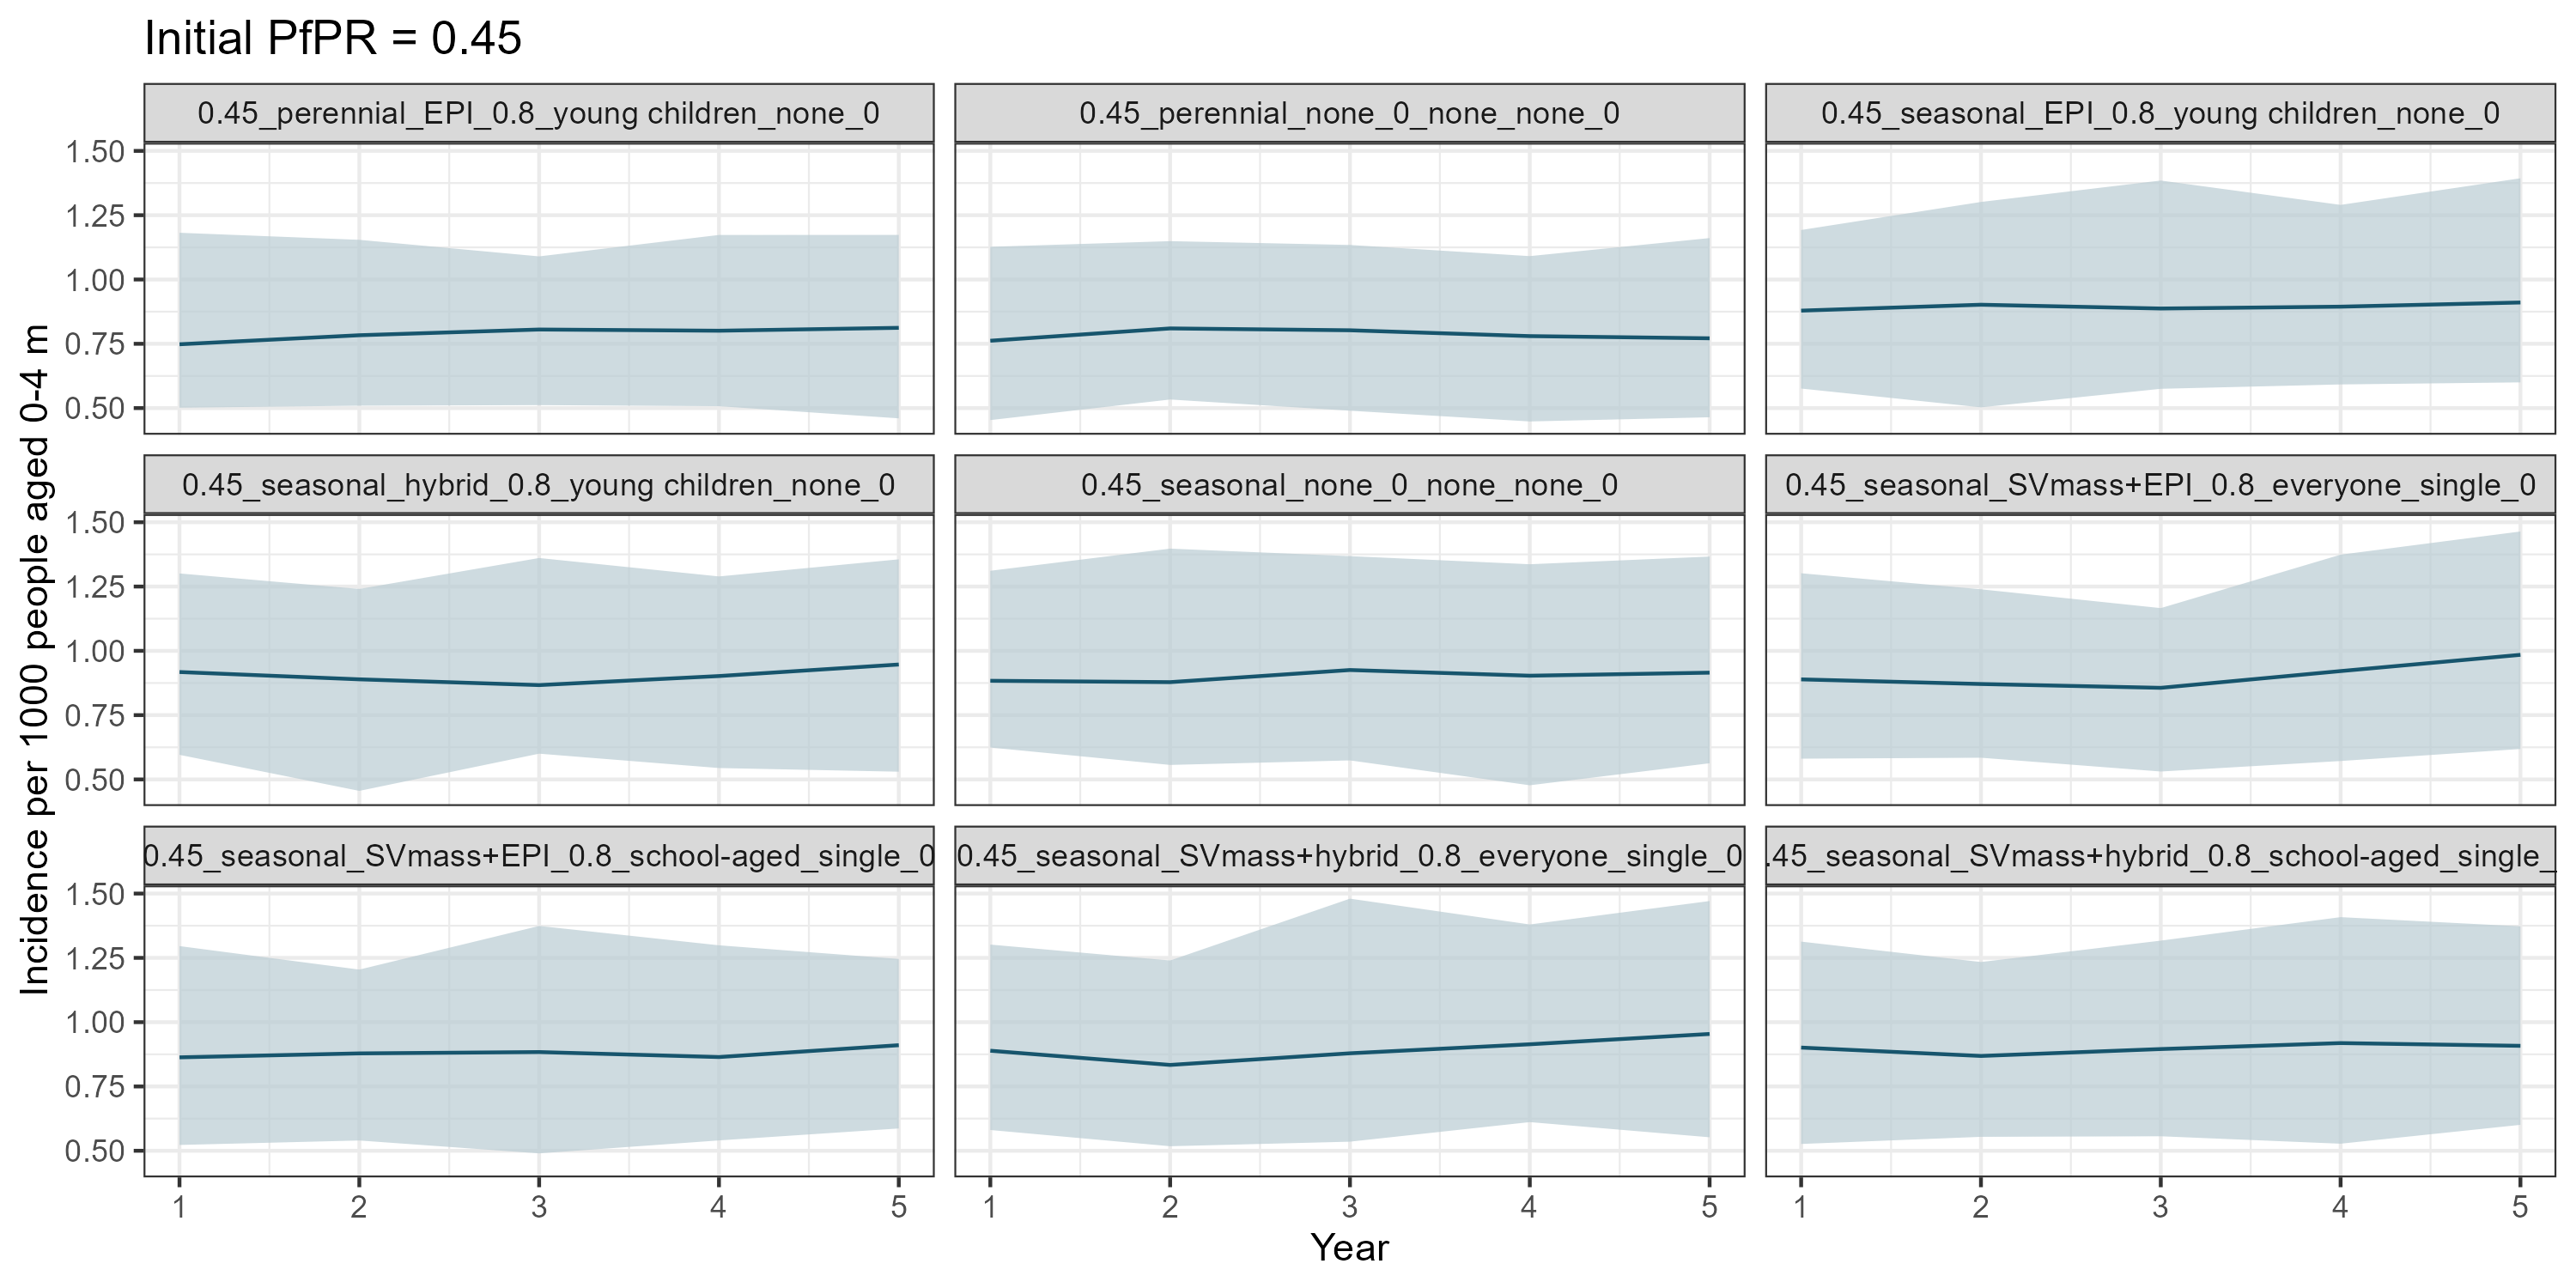 Initial PfPR = 0.45
0.45_perennial_EPI_0.8_young children_none_0
0.45_perennial_none_0_none_none_0
0.45_seasonal_EPI_0.8_young children_none_0
1.50
1.25
1.00
0.75
0.50
0.45_seasonal_hybrid_0.8_young children_none_0
0.45_seasonal_none_0_none_none_0
0.45_seasonal_SVmass+EPI_0.8_everyone_single_0
1.50
1.25
1.00
0.75
0.50
0.45_seasonal_SVmass+EPI_0.8_school-aged_single_0
0.45_seasonal_SVmass+hybrid_0.8_everyone_single_0
.45_seasonal_SVmass+hybrid_0.8_school-aged_single_
1.50
1.25
1.00
0.75
0.50
Incidence per 1000 people aged 0-4 m
1 2 3 4 5
1 2 3 4 5
1 2 3 4 5
Year